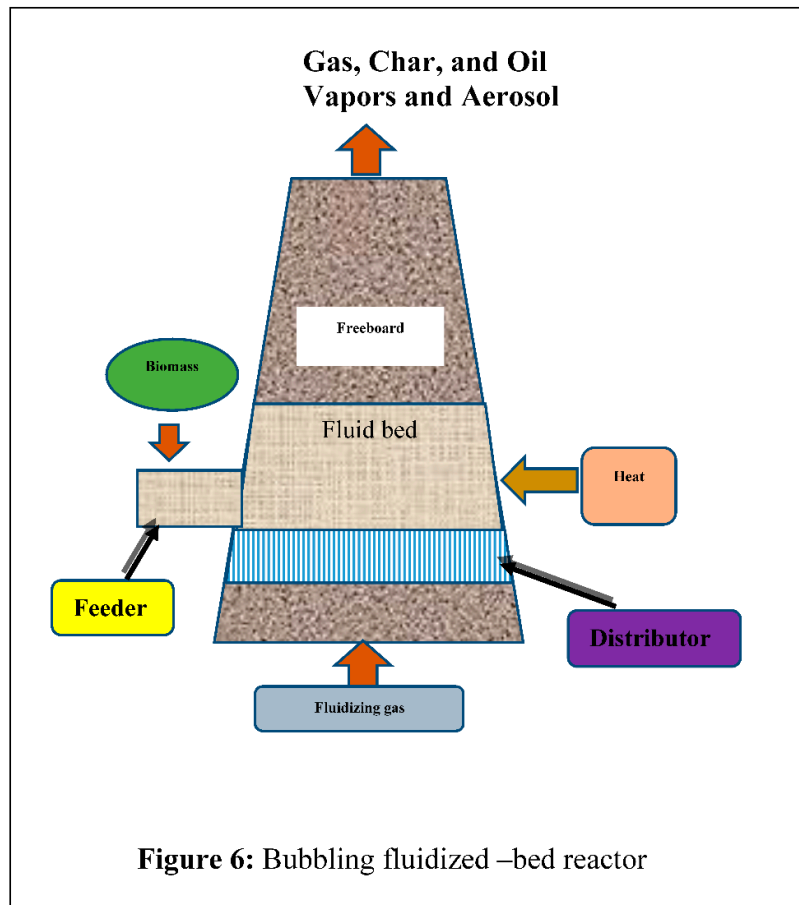 Gas, Char, and Oil
Vapors and Aerosol
Freeboard
Biomass
Fluid bed
Heat
Feeder
Distributor
Fluidizing gas
Figure 6: Bubbling fluidized –bed reactor